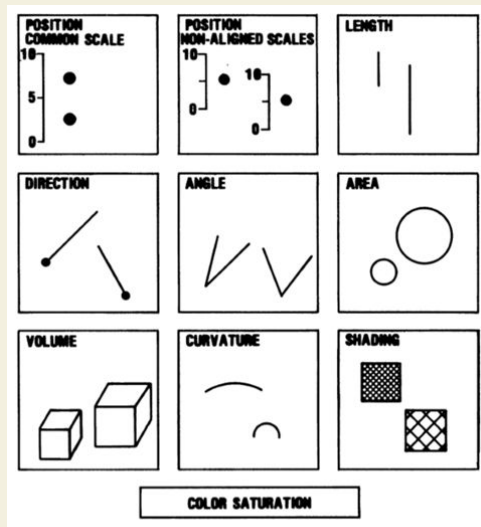 POSITION
COMMON SCALE
10
5
0
POSITION
NON-ALIGNED SCALES
10
0
10
0
LENGTH
DIRECTION
ANGLE
AREA
VOLUME
CURVATURE
SHADING
COLOR SATURATION